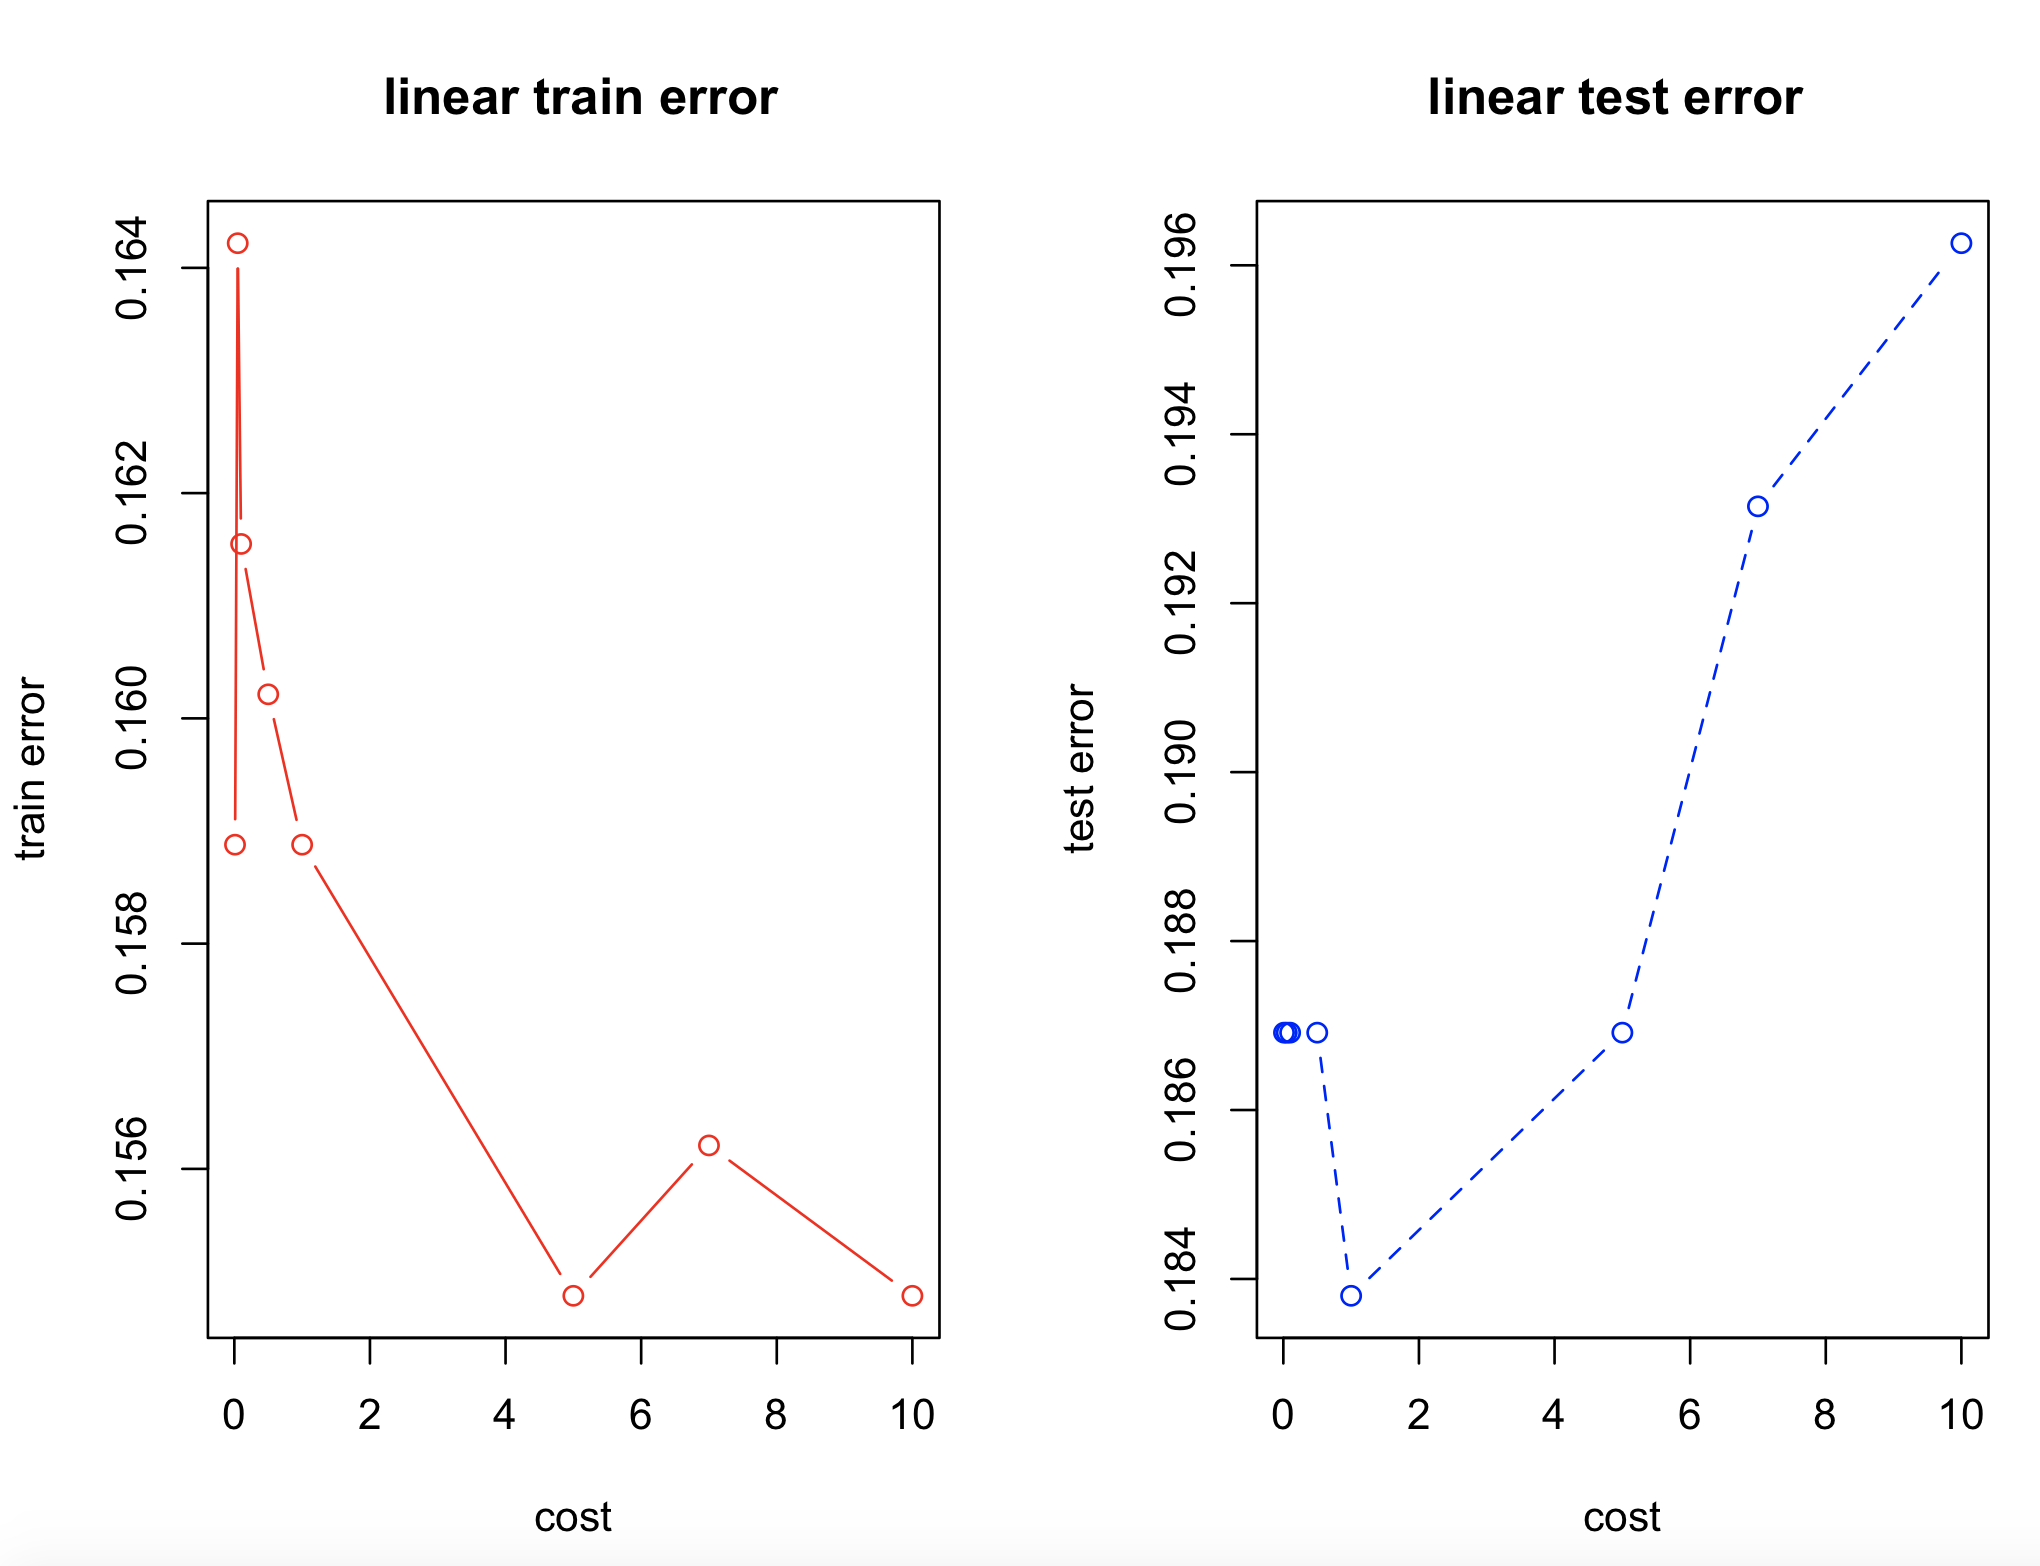 linear train error
train error
0.164
0.162
0.160
0.158
0.156
0 2 4 6 8 10
cost
linear test error
test error
0.196
0.194
0.192
0.190
0.188
0.186
0.184
0 2 4 6 8 10
cost